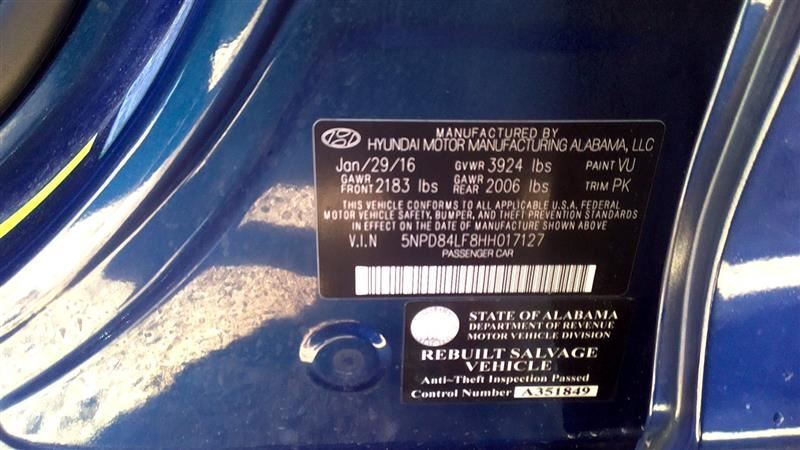 MANUFACTURED BY
HYUNDAI MOTOR MANUFACTURING ALABAMA, LLC
Jan/29/16 GVWR 3924 lbs PAINT VU
GAWR FRONT 2183 lbs GAWR REAR 2006 lbs TRIM PK
THIS VEHICLE CONFORMS TO ALL APPLICABLE U.S.A. FEDERAL
MOTOR VEHICLE SAFETY, BUMPER, AND THEFT PREVENTION STANDARDS
IN EFFECT ON THE DATE OF MANUFACTURE SHOWN ABOVE
V.I.N 5NPD84LF8HH017127
PASSENGER CAR
STATE OF ALABAMA
DEPARTMENT OF REVENUE
MOTOR VEHICLE DIVISION
REBUILT SALVAGE
VEHICLE
Anti~Theft Inspection Passed
Control Number A351849